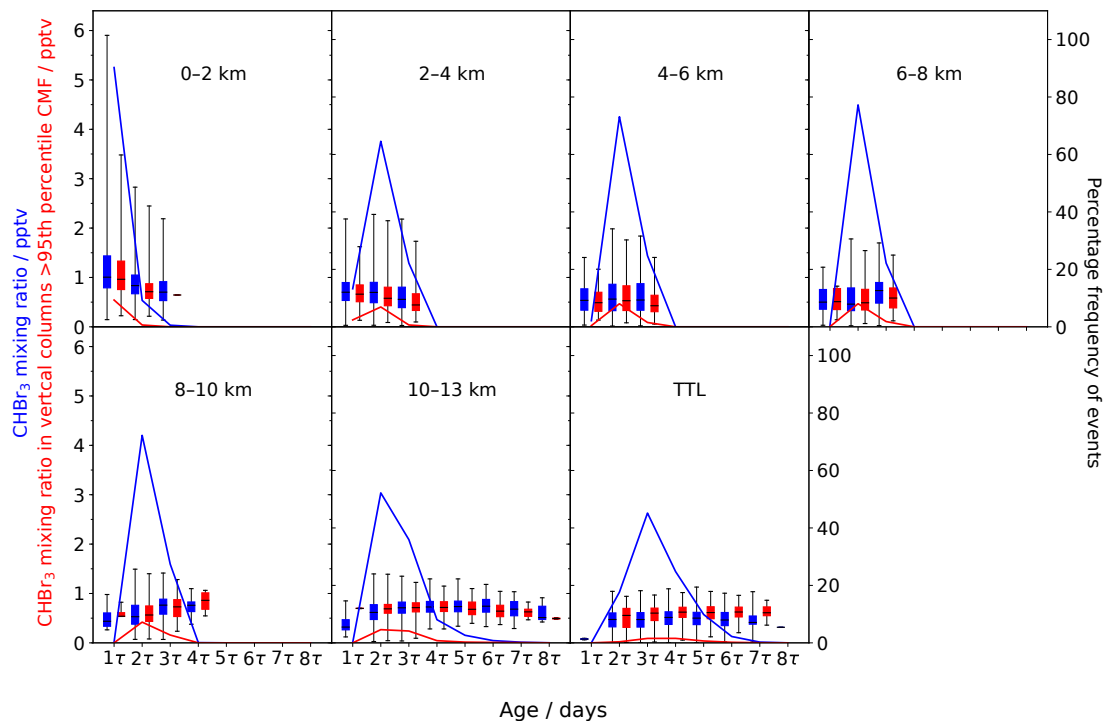 CHBr₃ mixing ratio / pptv
CHBr₃ mixing ratio in vertcal columns >95th percentile CMF / pptv
6
5
4
3
2
1
0
0–2 km
2–4 km
4–6 km
6–8 km
100
80
60
40
20
0
Percentage frequency of events
6
5
4
3
2
1
0
8–10 km
10–13 km
TTL
100
80
60
40
20
0
1τ 2τ 3τ 4τ 5τ 6τ 7τ 8τ
1τ 2τ 3τ 4τ 5τ 6τ 7τ 8τ
1τ 2τ 3τ 4τ 5τ 6τ 7τ 8τ
Age / days